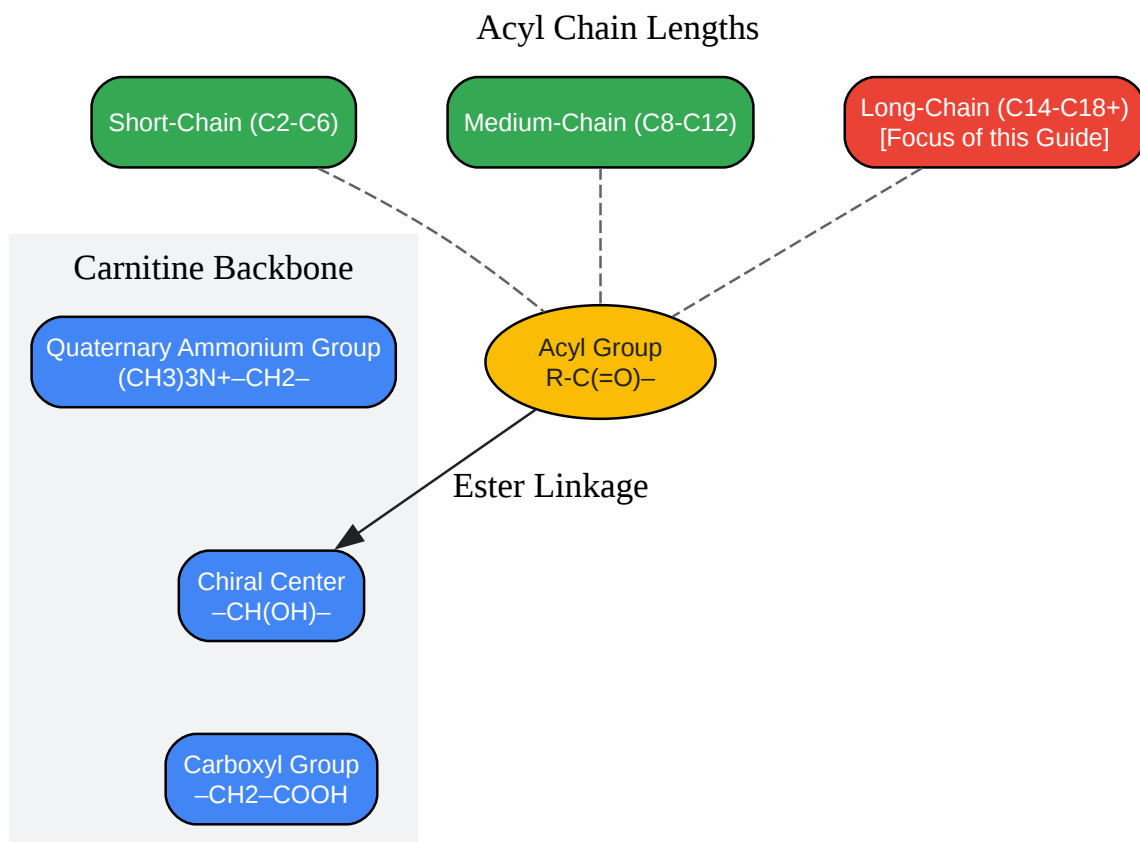 Acyl Chain Lengths
Short-Chain (C2-C6)
Medium-Chain (C8-C12)
Long-Chain (C14-C18+)
[Focus of this Guide]
Carnitine Backbone
Quaternary Ammonium Group
(CH3)3N+–CH2–
Acyl Group
R-C(=O)–
Ester Linkage
Chiral Center
–CH(OH)–
Carboxyl Group
–CH2–COOH